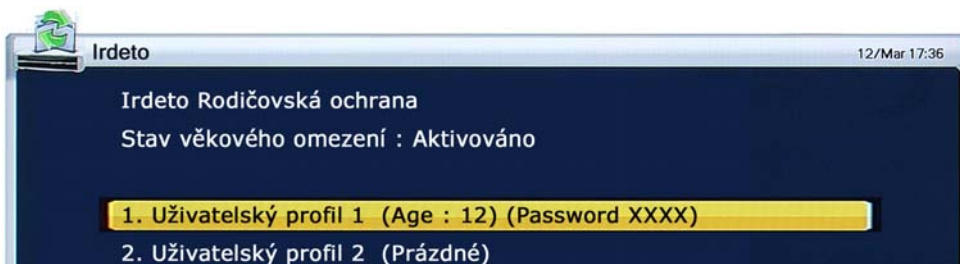 Irdeto
12/Mar 17:36
Irdeto Rodičovská ochrana
Stav věkového omezení : Aktivováno
1. Uživatelský profil 1 (Age : 12) (Password XXXX)
2. Uživatelský profil 2 (Prázdné)